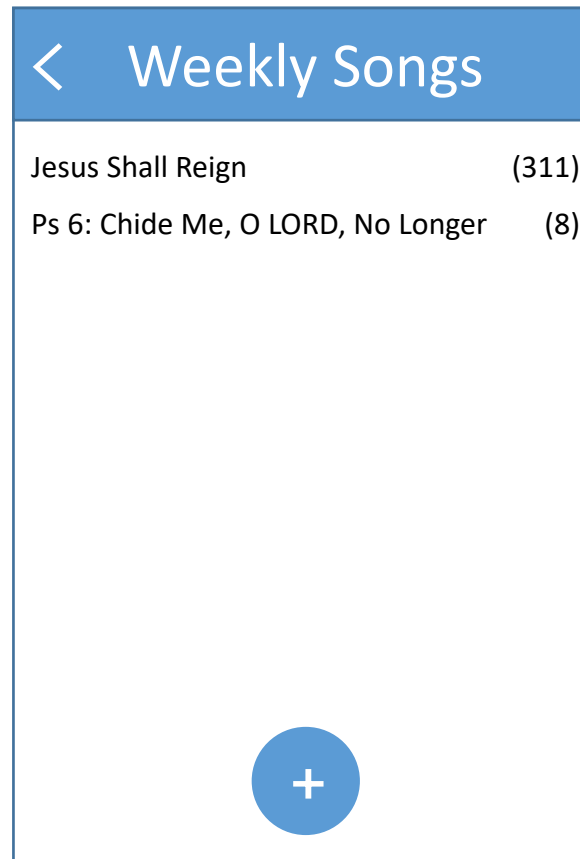 Weekly Songs
Jesus Shall Reign (311)
Ps 6: Chide Me, O LORD, No Longer (8)
+